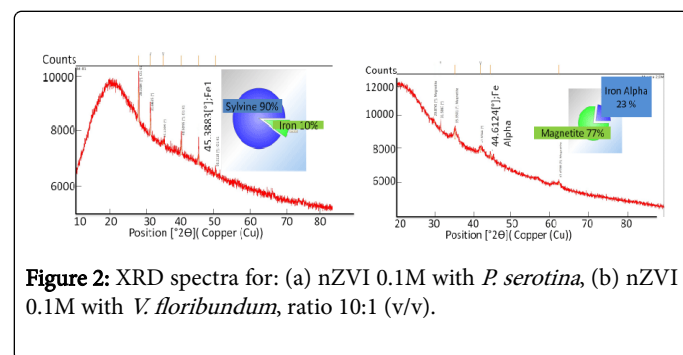 Counts
10000
8000
6000
45.3883[°];Fe1
Sylvine 90%
Iron 10%
10 20 30 40 50 60 70 80
Position [°2Θ]( Copper (Cu))
Counts
12000
10000
8000
6000
44.6124[°];Fe
Alpha
Iron Alpha
23 %
Magnetite 77%
20 30 40 50 60 70 80
Position [°2Θ]( Copper (Cu))
Figure 2: XRD spectra for: (a) nZVI 0.1M with P. serotina, (b) nZVI
0.1M with V. floribundum, ratio 10:1 (v/v).